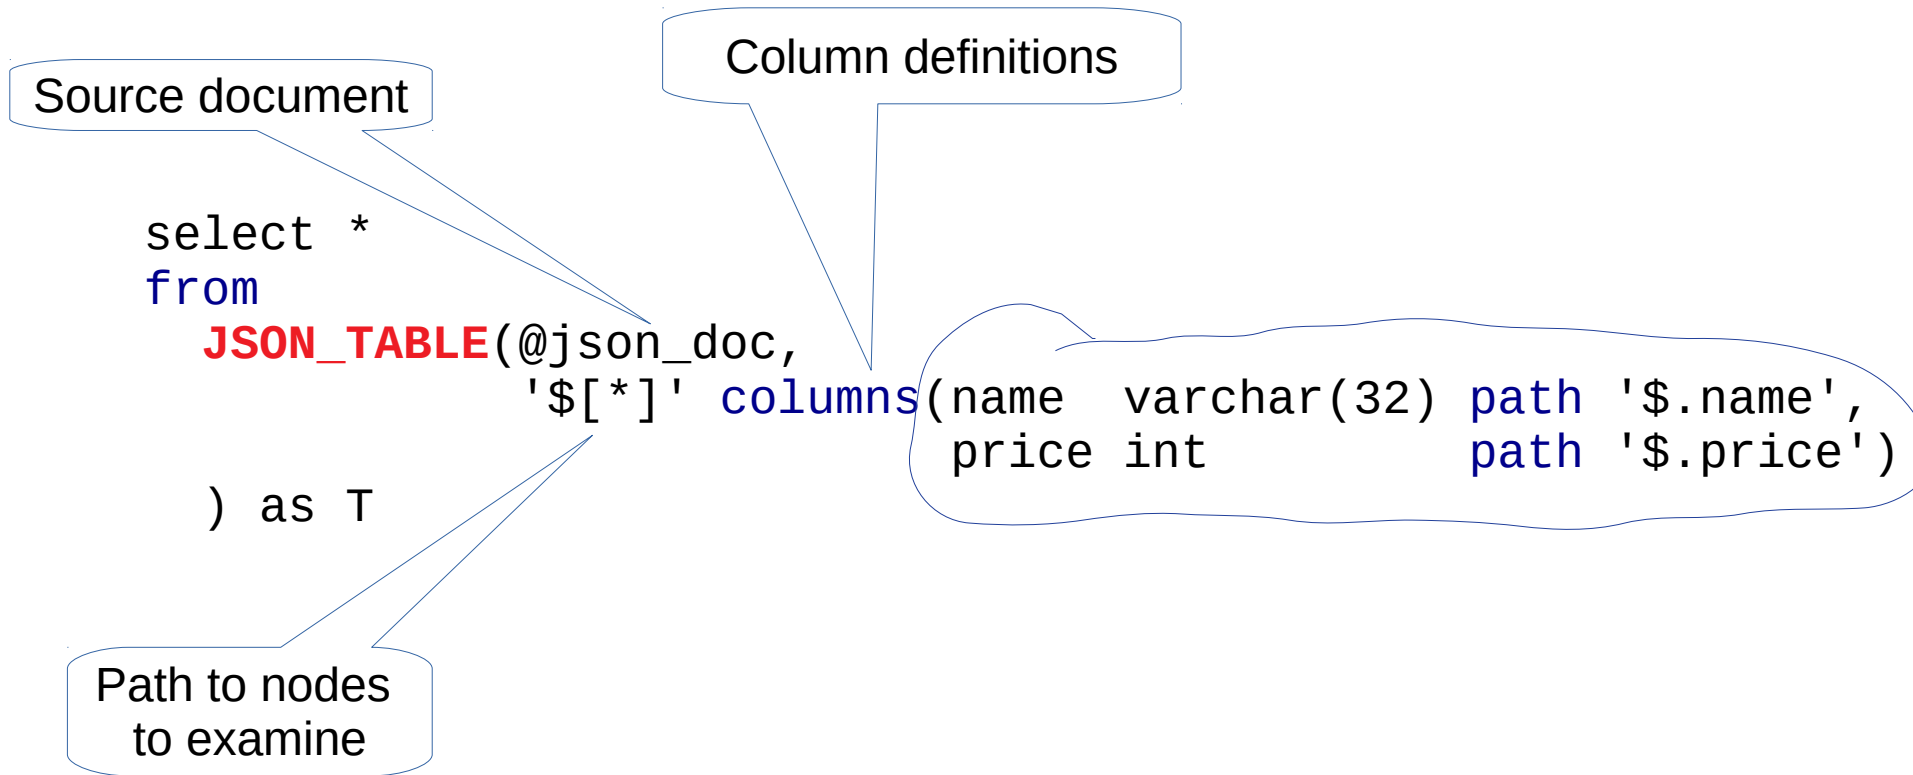 Column definitions
Source document
select *
from
JSON_TABLE(@json_doc,
'$[*]' columns(name varchar(32) path '$.name',
price int path '$.price')
) as T
Path to nodes
to examine